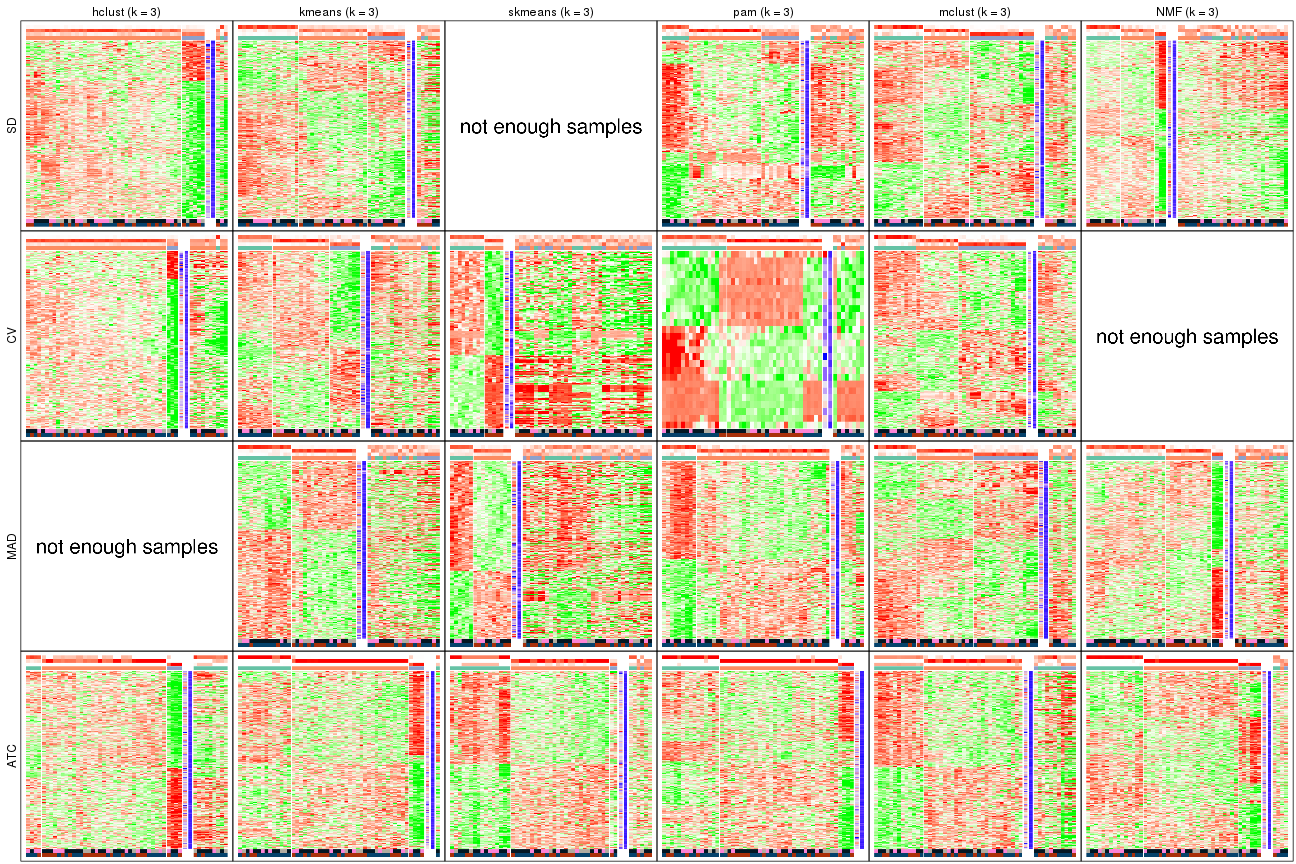 hclust (k = 3) kmeans (k = 3) skmeans (k = 3) pam (k = 3) mclust (k = 3) NMF (k = 3)
SD
not enough samples
CV
not enough samples
MAD
not enough samples
ATC